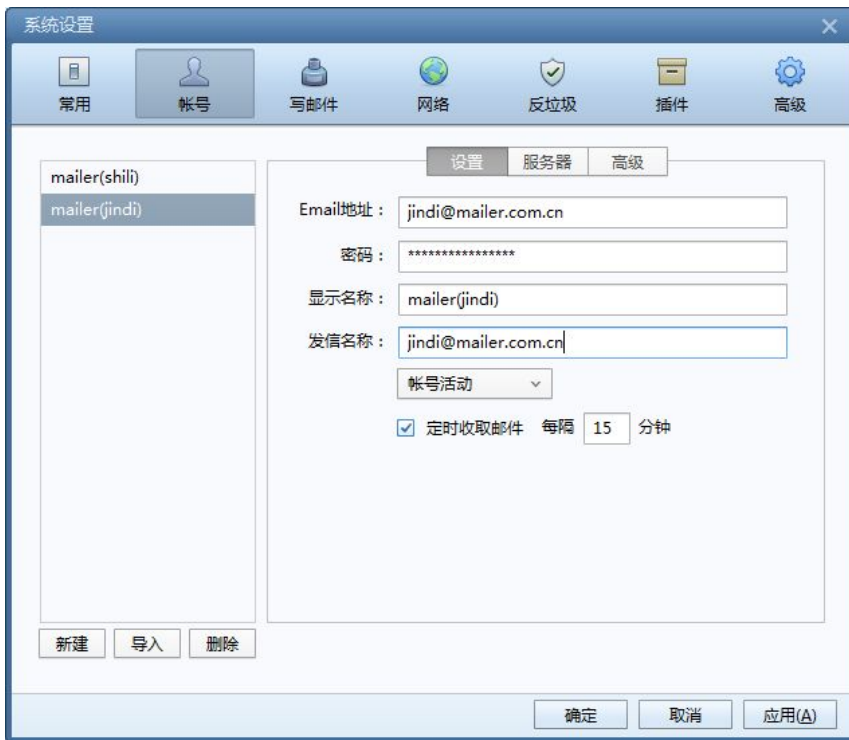 系统设置
常用 帐号 写邮件 网络 反垃圾 插件 高级
mailer(shili)
mailer(jindi)
设置 服务器 高级
Email地址： jindi@mailer.com.cn
密码： ****************
显示名称： mailer(jindi)
发信名称： jindi@mailer.com.cn
帐号活动
定时收取邮件 每隔 15 分钟
新建 导入 删除
确定 取消 应用(A)